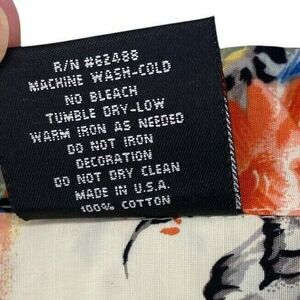 R/N #62488
MACHINE WASH-COLD
NO BLEACH
TUMBLE DRY-LOW
WARM IRON AS NEEDED
DO NOT IRON
DECORATION
DO NOT DRY CLEAN
MADE IN U.S.A.
100% COTTON